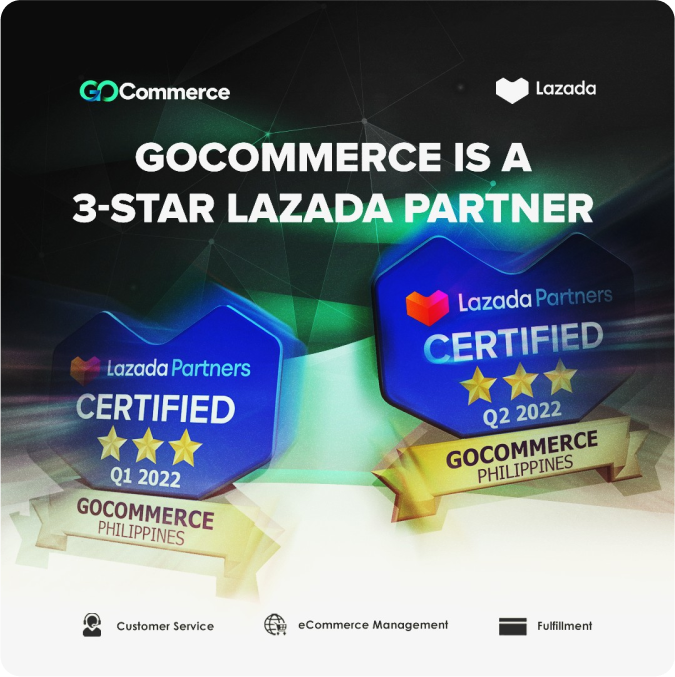 GOCommerce
Lazada
GOCOMMERCE IS A
3-STAR LAZADA PARTNER
Lazada Partners
CERTIFIED
Q1 2022
GOCOMMERCE
PHILIPPINES
Lazada Partners
CERTIFIED
Q2 2022
GOCOMMERCE
PHILIPPINES
Customer Service
eCommerce Management
Fulfillment